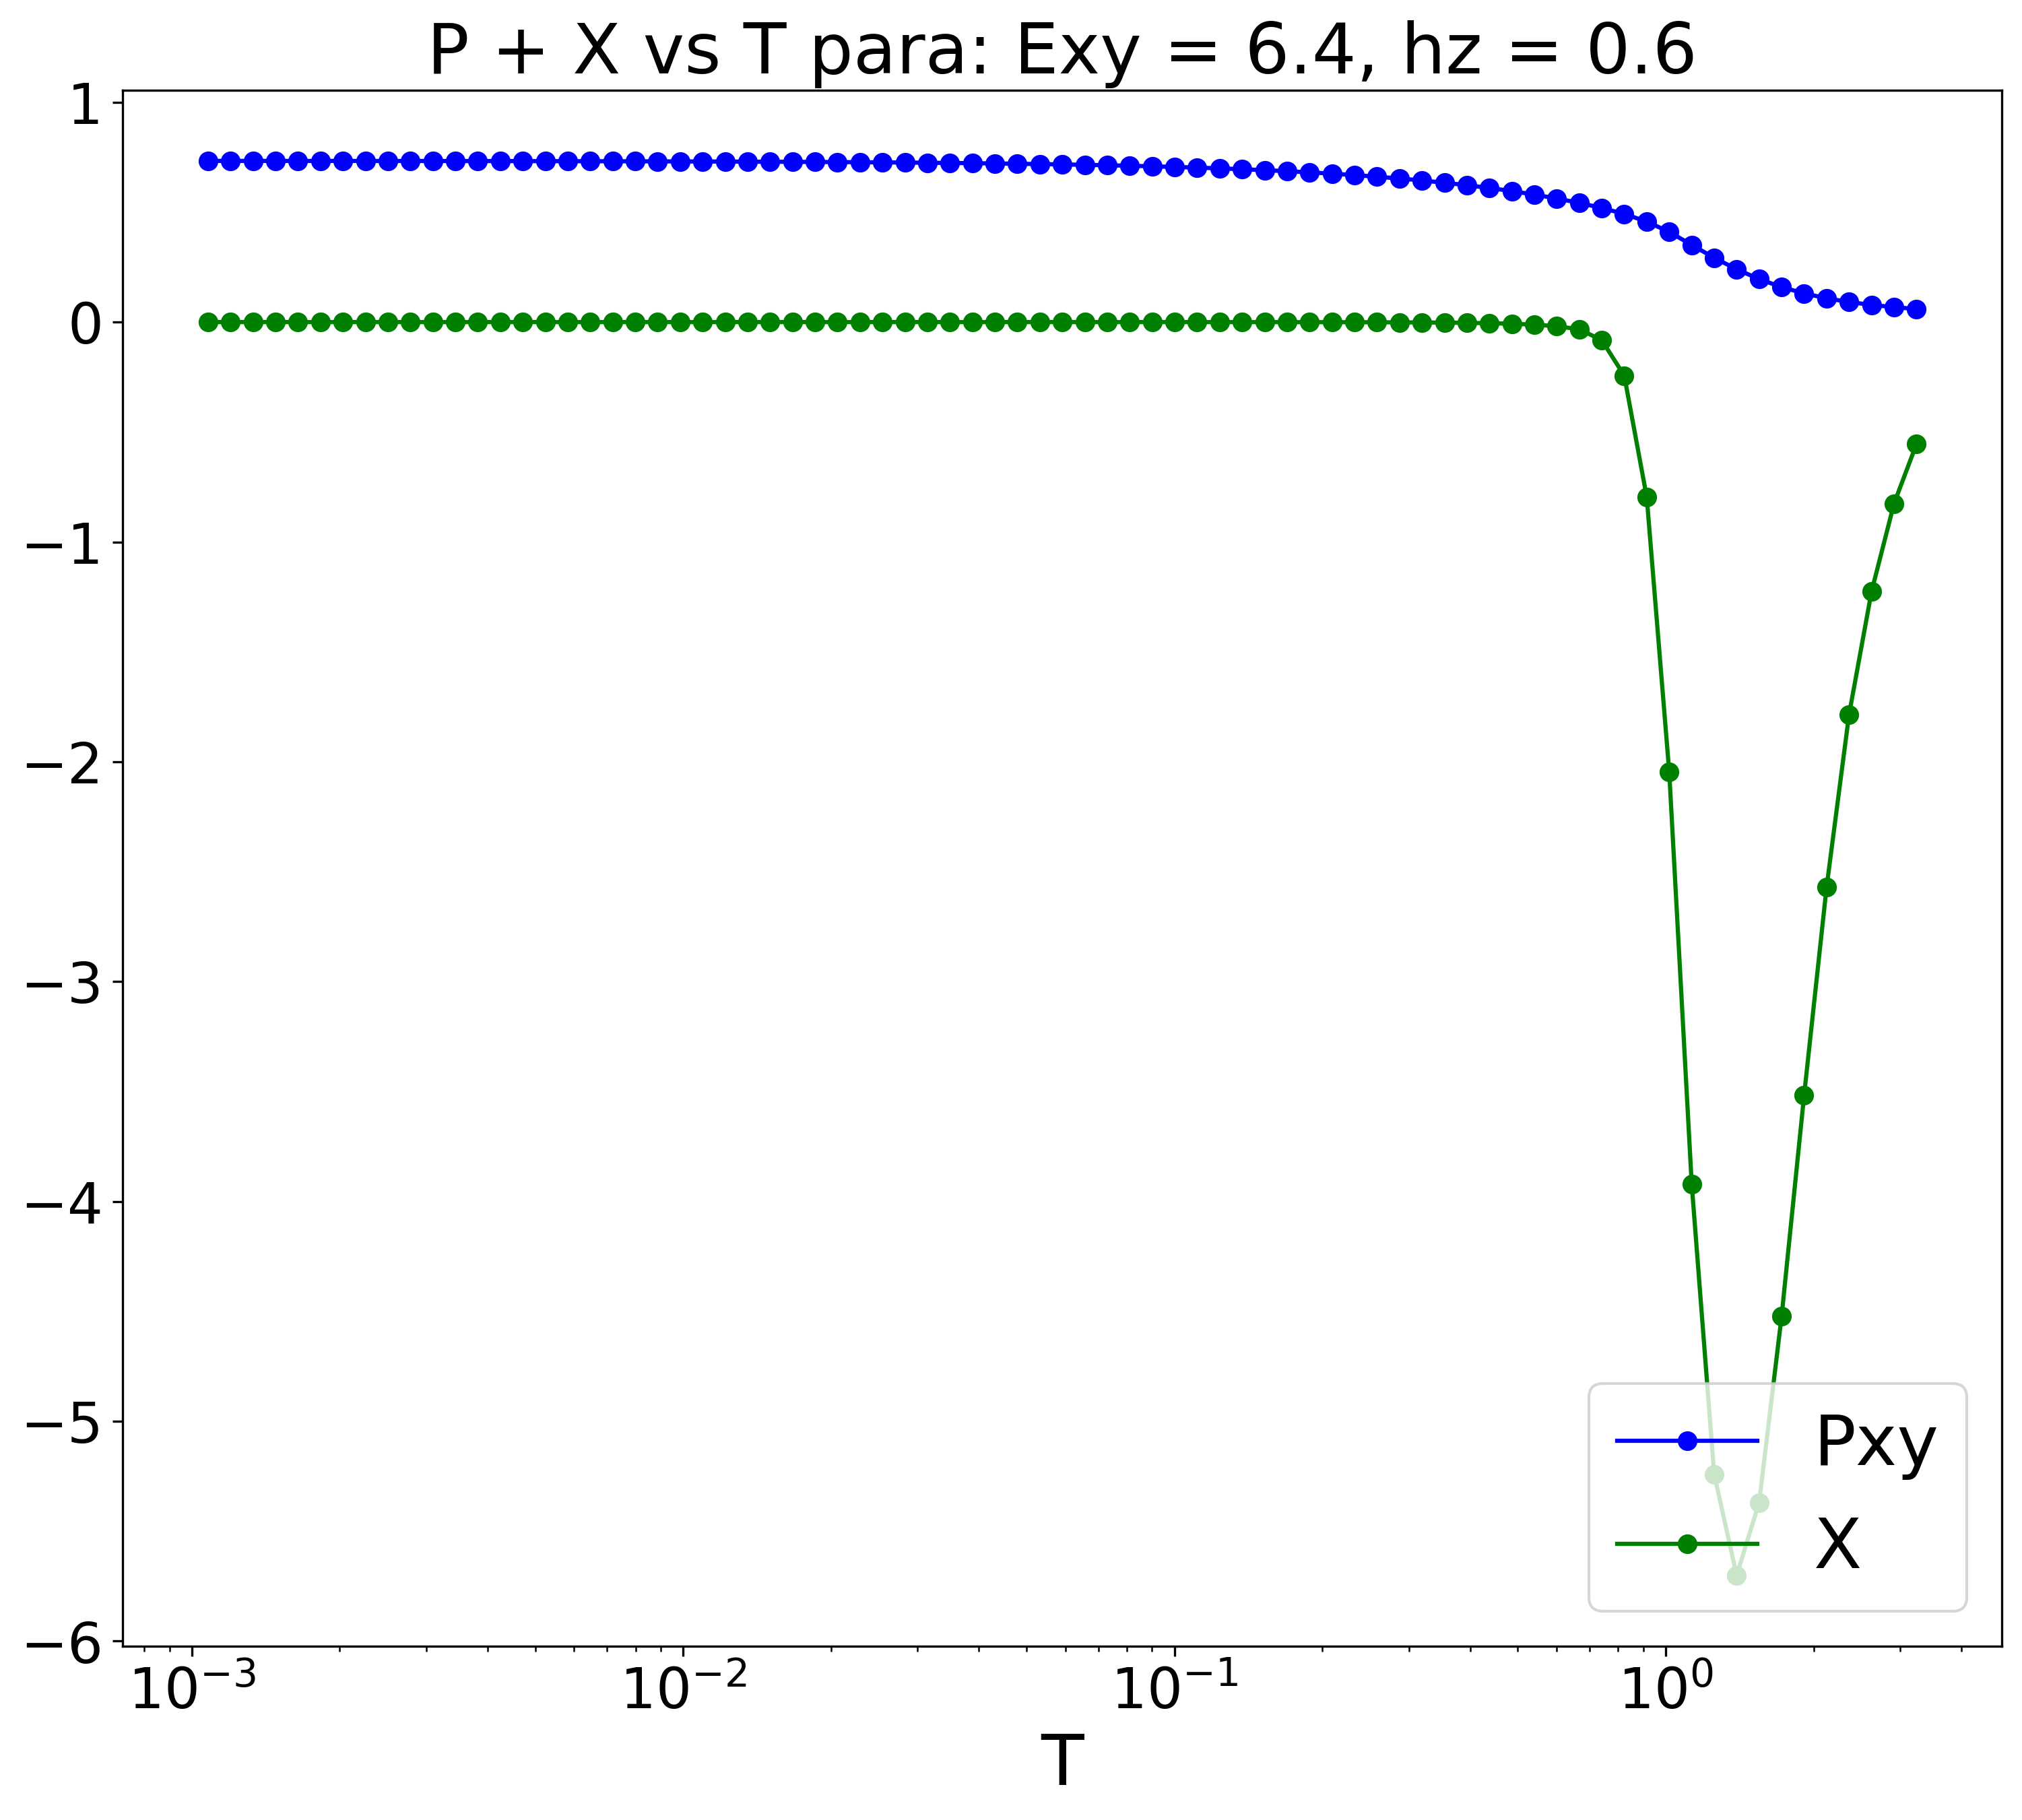 P + X vs T para: Exy = 6.4, hz = 0.6
1
0
−1
−2
−3
−4
−5
−6
Pxy
X
10⁻³ 10⁻² 10⁻¹ 10⁰
T